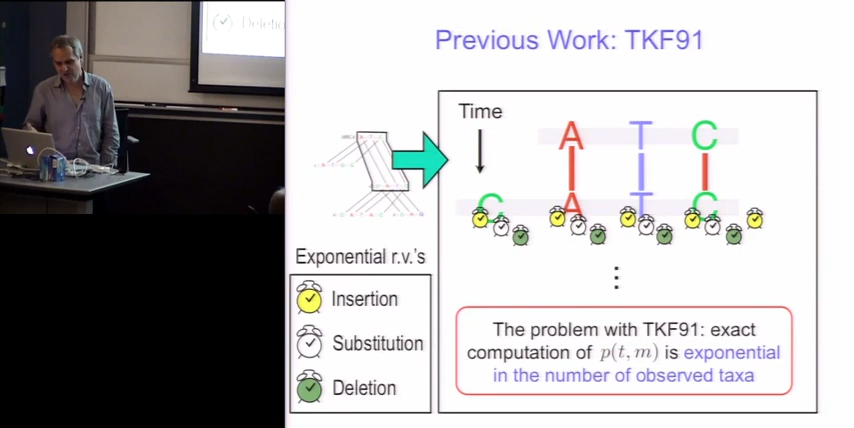 Deletio
Previous Work: TKF91
Time
A T C
C A T C
Exponential r.v.'s
Insertion
Substitution
Deletion
The problem with TKF91: exact
computation of p(t, m) is exponential
in the number of observed taxa